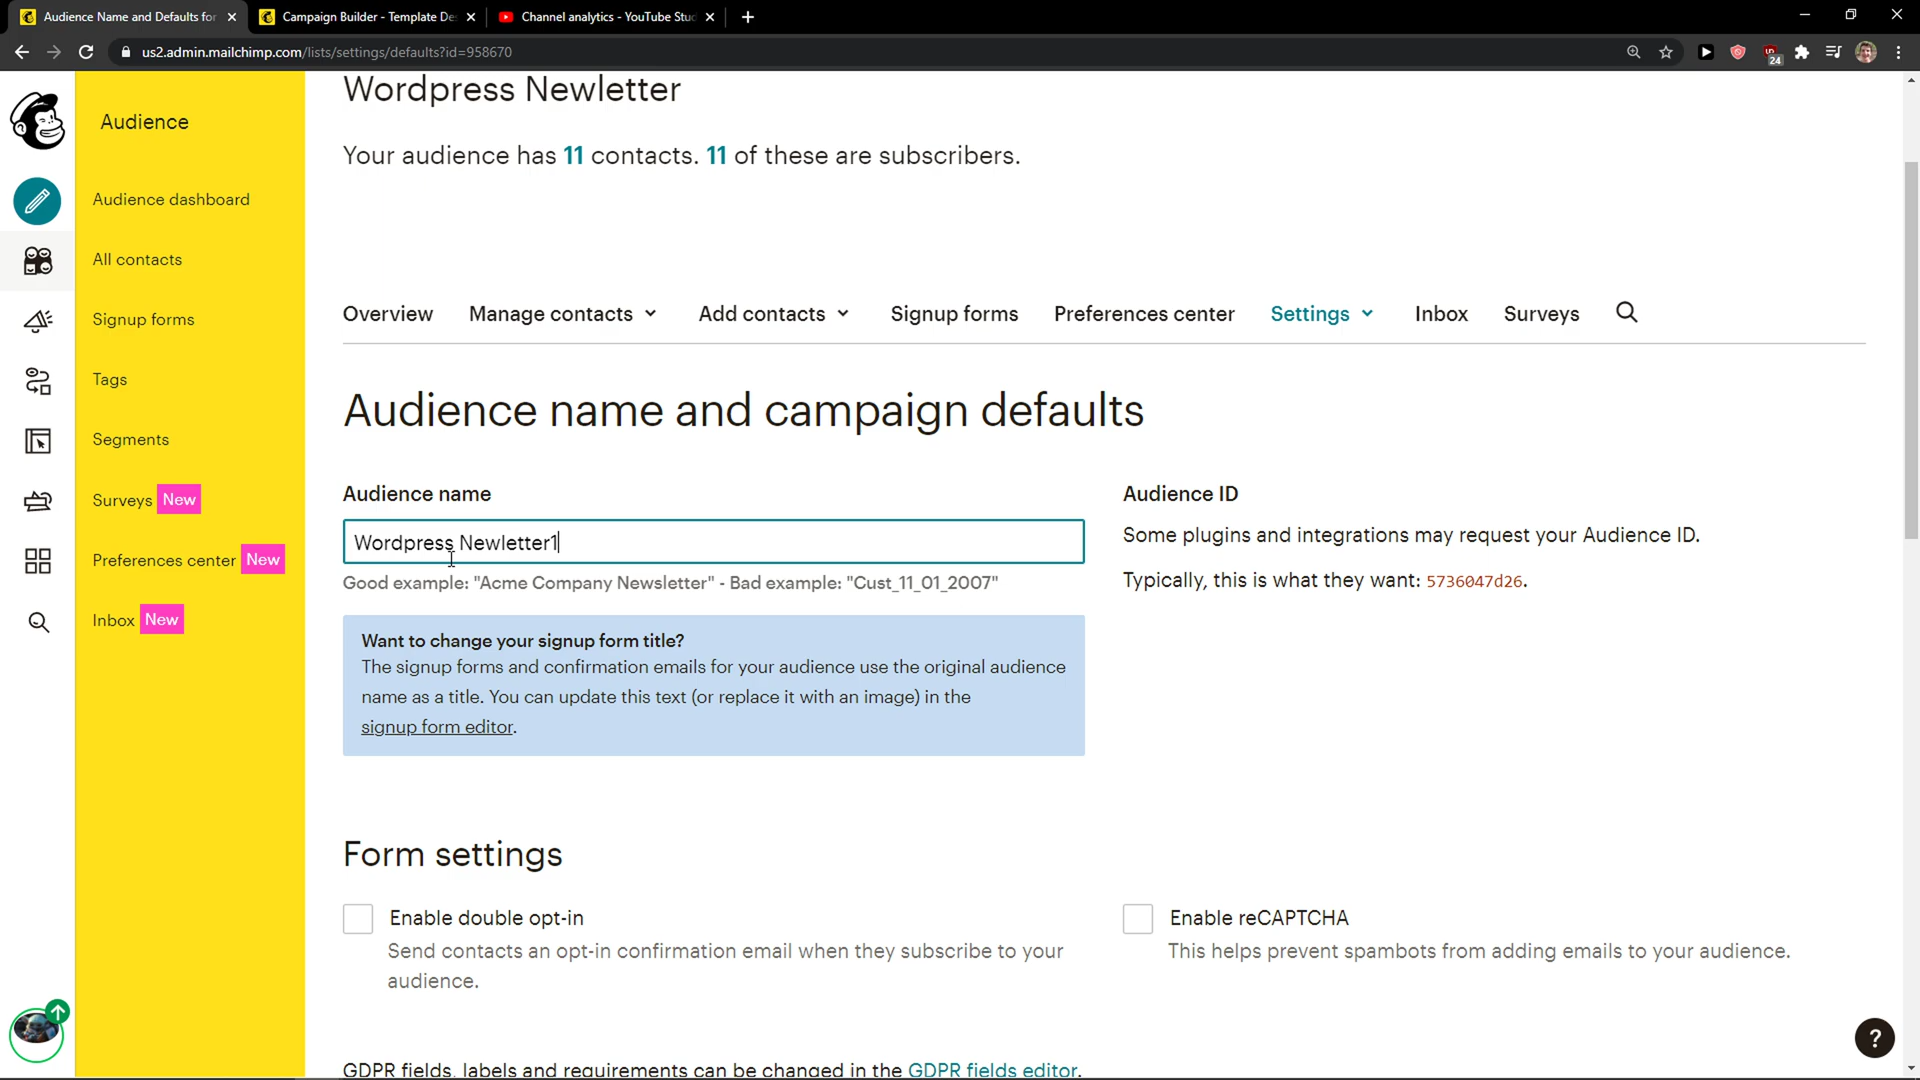 Audience Name and Defaults for
Campaign Builder - Template De
Channel analytics - YouTube Stud
us2.admin.mailchimp.com/lists/settings/defaults?id=958670
24
Audience
Audience dashboard
All contacts
Signup forms
Tags
Segments
Surveys New
Preferences center New
Inbox New
Wordpress Newletter
Your audience has 11 contacts. 11 of these are subscribers.
Overview Manage contacts Add contacts Signup forms Preferences center Settings Inbox Surveys
Audience name and campaign defaults
Audience name
Wordpress Newletter1
Good example: "Acme Company Newsletter" - Bad example: "Cust_11_01_2007"
Want to change your signup form title?
The signup forms and confirmation emails for your audience use the original audience
name as a title. You can update this text (or replace it with an image) in the
signup form editor.
Audience ID
Some plugins and integrations may request your Audience ID.
Typically, this is what they want: 5736047d26.
Form settings
Enable double opt-in
Send contacts an opt-in confirmation email when they subscribe to your
audience.
Enable reCAPTCHA
This helps prevent spambots from adding emails to your audience.
GDPR fields, labels and requirements can be changed in the GDPR fields editor.
?